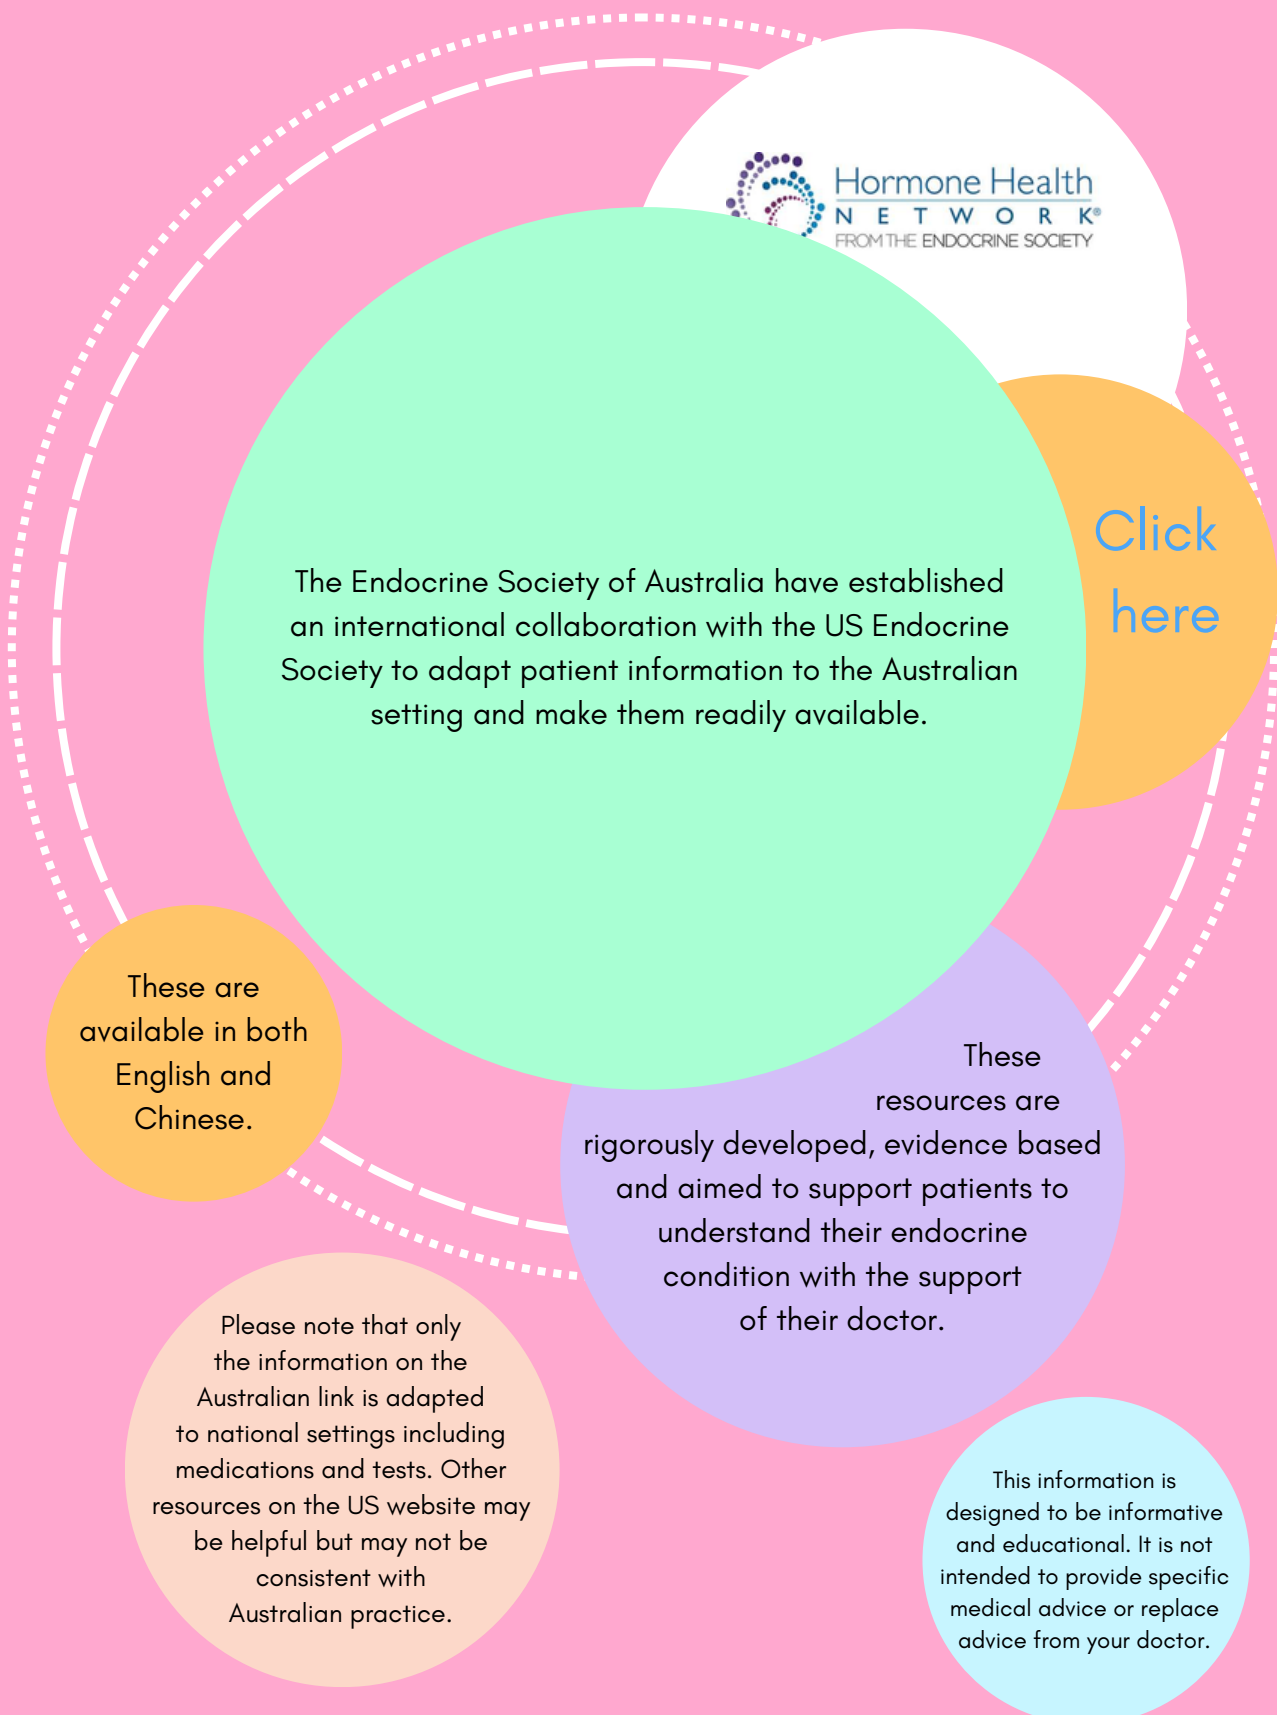 Hormone Health
NETWORK®
FROM THE ENDOCRINE SOCIETY
Click
here
The Endocrine Society of Australia have established
an international collaboration with the US Endocrine
Society to adapt patient information to the Australian
setting and make them readily available.
These are
available in both
English and
Chinese.
These
resources are
rigorously developed, evidence based
and aimed to support patients to
understand their endocrine
condition with the support
of their doctor.
Please note that only
the information on the
Australian link is adapted
to national settings including
medications and tests. Other
resources on the US website may
be helpful but may not be
consistent with
Australian practice.
This information is
designed to be informative
and educational. It is not
intended to provide specific
medical advice or replace
advice from your doctor.